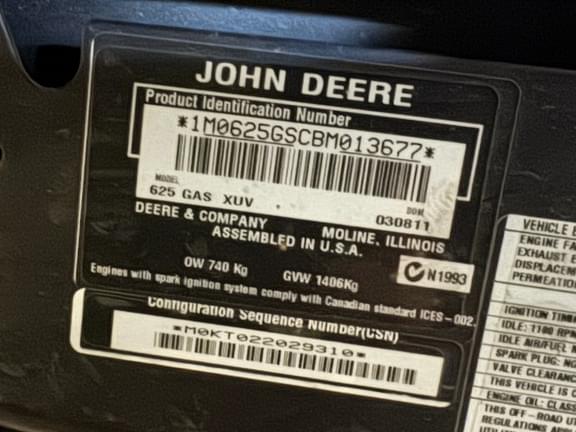 JOHN DEERE
Product Identification Number
*1M0625GSCBM013677*
MODEL
625 GAS XUV
DOM
030811
DEERE & COMPANY MOLINE, ILLINOIS
ASSEMBLED IN U.S.A.
OW 740 Kg GVW 1406Kg
N1993
Engines with spark ignition system comply with Canadian standard ICES-002.
Configuration Sequence Number(CSN)
*M0KT022029310*
VEHICLE E
ENGINE FA
EXHAUST E
DISPLACEM
PERMEATIO
IGNITION TIMI
IDLE: 1100 RPM
IDLE AIR/FUEL M
SPARK PLUG: NG
VALVE CLEARANC
THIS VEHICLE IS C
ENGINE OIL: CLASS
THIS OFF-ROAD UT
REGULATIONS APPL